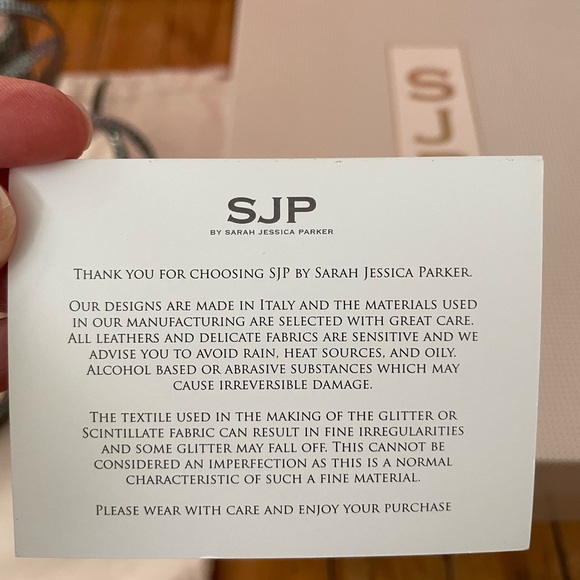 SJ
SJP
BY SARAH JESSICA PARKER
THANK YOU FOR CHOOSING SJP BY SARAH JESSICA PARKER.
OUR DESIGNS ARE MADE IN ITALY AND THE MATERIALS USED
IN OUR MANUFACTURING ARE SELECTED WITH GREAT CARE.
ALL LEATHERS AND DELICATE FABRICS ARE SENSITIVE AND WE
ADVISE YOU TO AVOID RAIN, HEAT SOURCES, AND OILY.
ALCOHOL BASED OR ABRASIVE SUBSTANCES WHICH MAY
CAUSE IRREVERSIBLE DAMAGE.
THE TEXTILE USED IN THE MAKING OF THE GLITTER OR
SCINTILLATE FABRIC CAN RESULT IN FINE IRREGULARITIES
AND SOME GLITTER MAY FALL OFF. THIS CANNOT BE
CONSIDERED AN IMPERFECTION AS THIS IS A NORMAL
CHARACTERISTIC OF SUCH A FINE MATERIAL.
PLEASE WEAR WITH CARE AND ENJOY YOUR PURCHASE